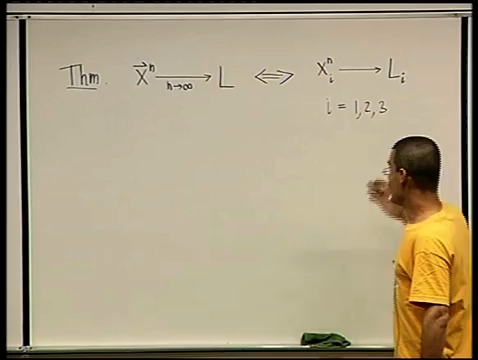 Thm. X⃗ⁿ ⟶ L ⟺ Xᵢⁿ ⟶ Lᵢ
n→∞
i = 1,2,3